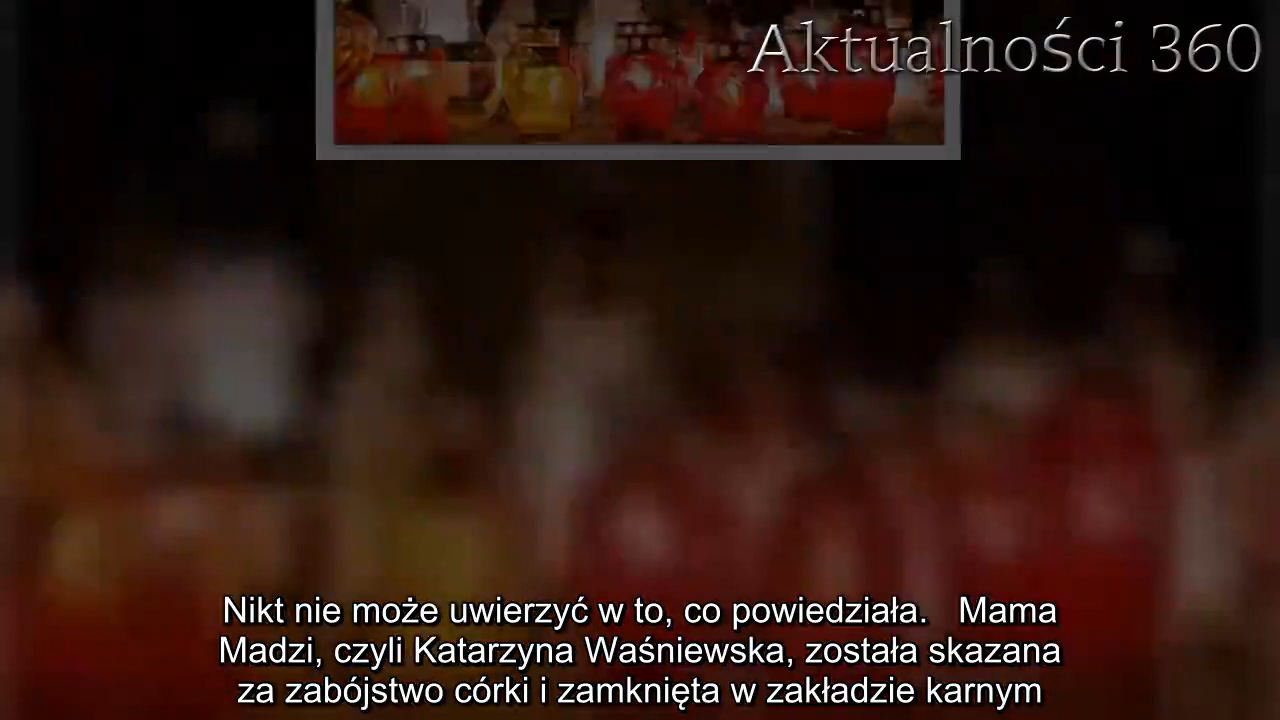 Aktualności 360
Nikt nie może uwierzyć w to, co powiedziała.   Mama
Madzi, czyli Katarzyna Waśniewska, została skazana
za zabójstwo córki i zamknięta w zakładzie karnym